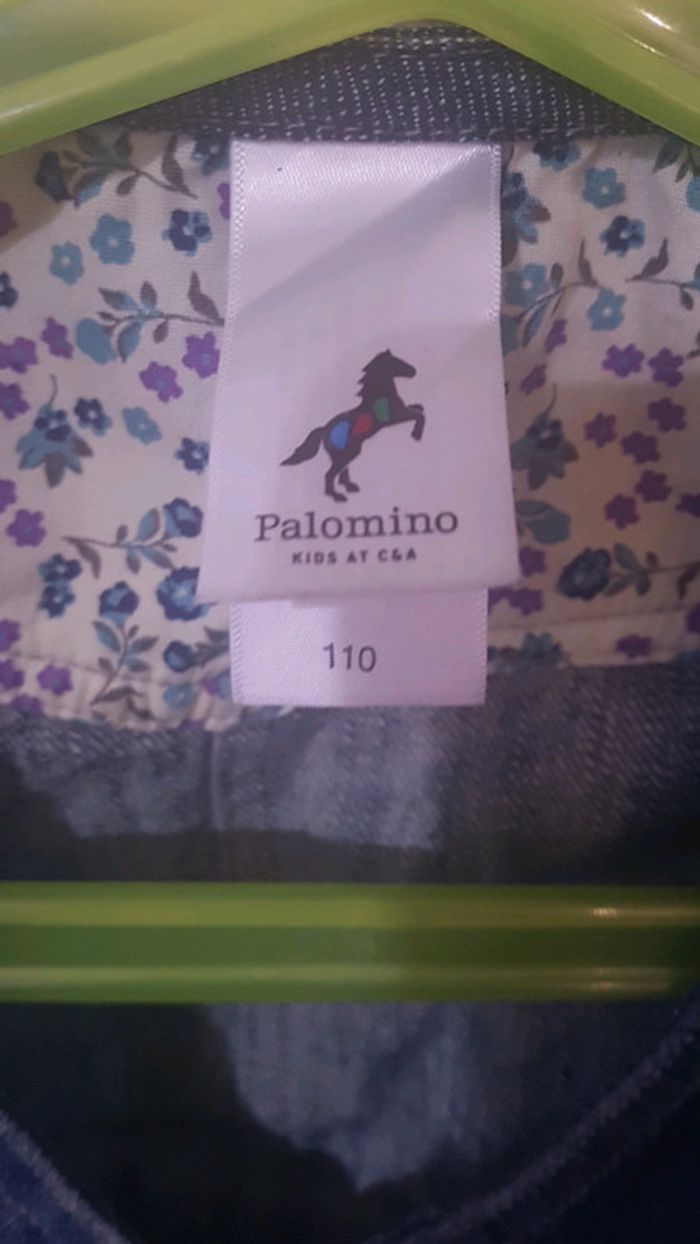 Palomino
KIDS AT C&A
110